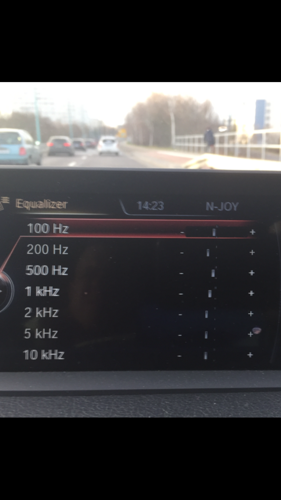 Equalizer 14:23 N-JOY
100 Hz - +
200 Hz - +
500 Hz - +
1 kHz - +
2 kHz - +
5 kHz - +
10 kHz - +